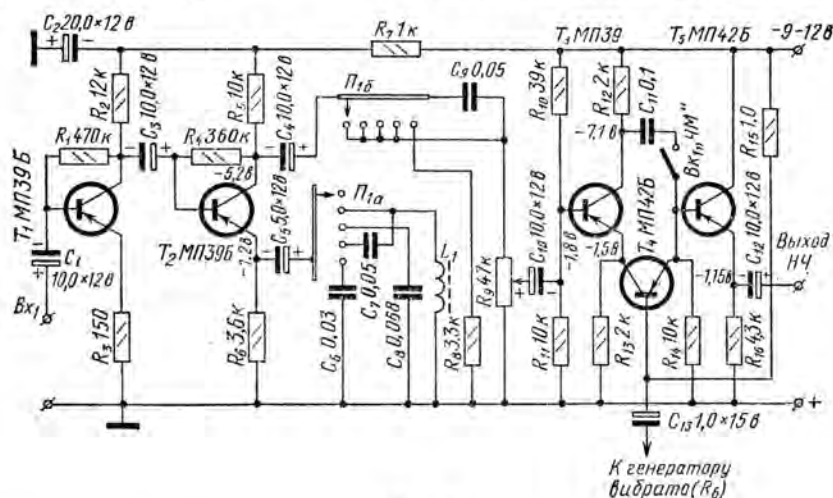 C₂ 20,0×12в
R₇ 1к
T₃ МП39
T₅ МП42Б
-9-12в
R₂ 12к
C₃ 10,0×12в
R₅ 10к
C₄ 10,0×12в
П₁б
C₉ 0,05
R₁₀ 39к
R₁₂ 2к
C₁₁ 0,1
-7,1в
Вк₁ „ЧМ"
R₁₅ 1,0
R₁ 470к
R₄ 360к
-5,2в
T₁ МП39Б
T₂ МП39Б
-1,2в
C₅ 5,0×12в
П₁а
C₁
10,0×12в
Вх₁
R₃ 150
R₆ 3,6к
C₆ 0,03
C₇ 0,05
C₈ 0,068
L₁
R₈ 3,3к
R₉ 47к
C₁₀ 10,0×12в
-1,8в
-1,5в
T₄ МП42Б
R₁₁ 10к
R₁₃ 2к
R₁₄ 10к
-1,15в
C₁₂ 10,0×12в
R₁₆ 4,3к
Выход
НЧ
C₁₃ 1,0×15в
К генератору
вибрато(R₆)